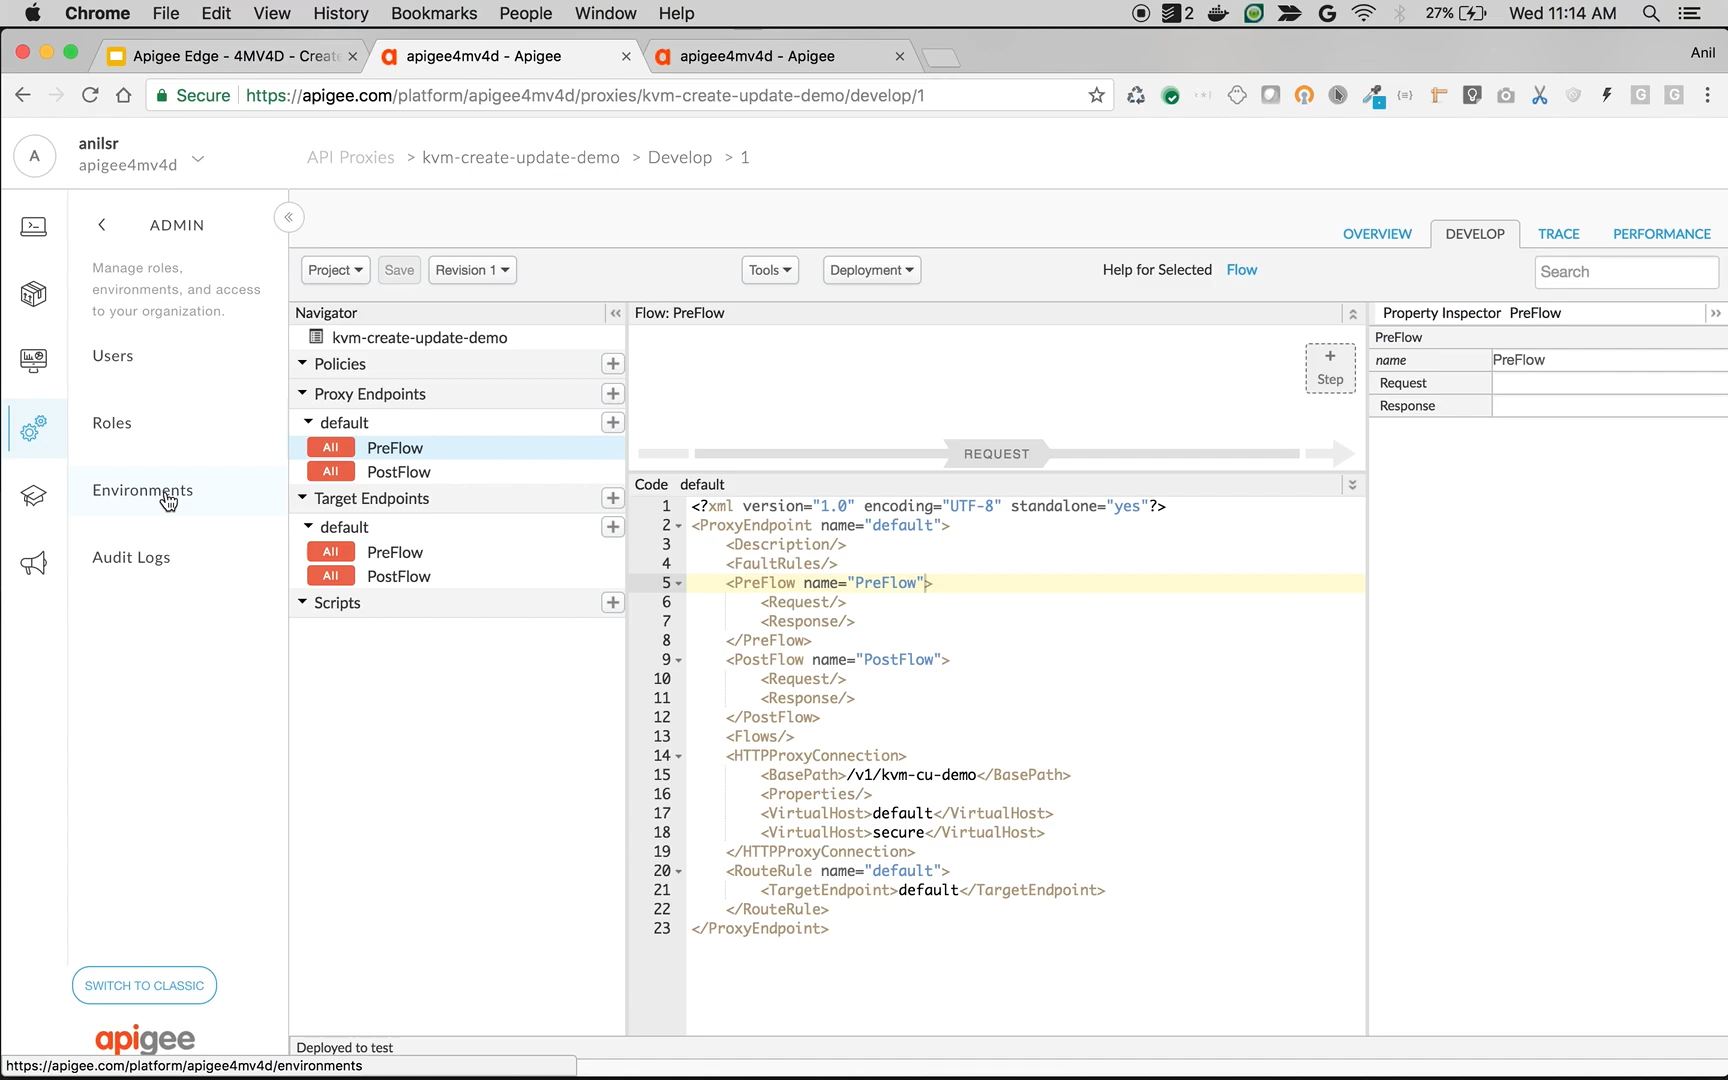 Chrome File Edit View History Bookmarks People Window Help 2 27% Wed 11:14 AM
Apigee Edge - 4MV4D - Create apigee4mv4d - Apigee apigee4mv4d - Apigee Anil
Secure https://apigee.com/platform/apigee4mv4d/proxies/kvm-create-update-demo/develop/1
A
anilsr
apigee4mv4d
API Proxies > kvm-create-update-demo > Develop > 1
ADMIN
Manage roles,
environments, and access
to your organization.
Users
Roles
Environments
Audit Logs
SWITCH TO CLASSIC
apigee
OVERVIEW DEVELOP TRACE PERFORMANCE
Project Save Revision 1 Tools Deployment Help for Selected Flow Search
Navigator
kvm-create-update-demo
Policies
Proxy Endpoints
default
All PreFlow
All PostFlow
Target Endpoints
default
All PreFlow
All PostFlow
Scripts
Flow: PreFlow
+
Step
REQUEST
Code default
1 <?xml version="1.0" encoding="UTF-8" standalone="yes"?>
2 <ProxyEndpoint name="default">
3 <Description/>
4 <FaultRules/>
5 <PreFlow name="PreFlow">
6 <Request/>
7 <Response/>
8 </PreFlow>
9 <PostFlow name="PostFlow">
10 <Request/>
11 <Response/>
12 </PostFlow>
13 <Flows/>
14 <HTTPProxyConnection>
15 <BasePath>/v1/kvm-cu-demo</BasePath>
16 <Properties/>
17 <VirtualHost>default</VirtualHost>
18 <VirtualHost>secure</VirtualHost>
19 </HTTPProxyConnection>
20 <RouteRule name="default">
21 <TargetEndpoint>default</TargetEndpoint>
22 </RouteRule>
23 </ProxyEndpoint>
Property Inspector PreFlow
PreFlow
name PreFlow
Request
Response
Deployed to test
https://apigee.com/platform/apigee4mv4d/environments